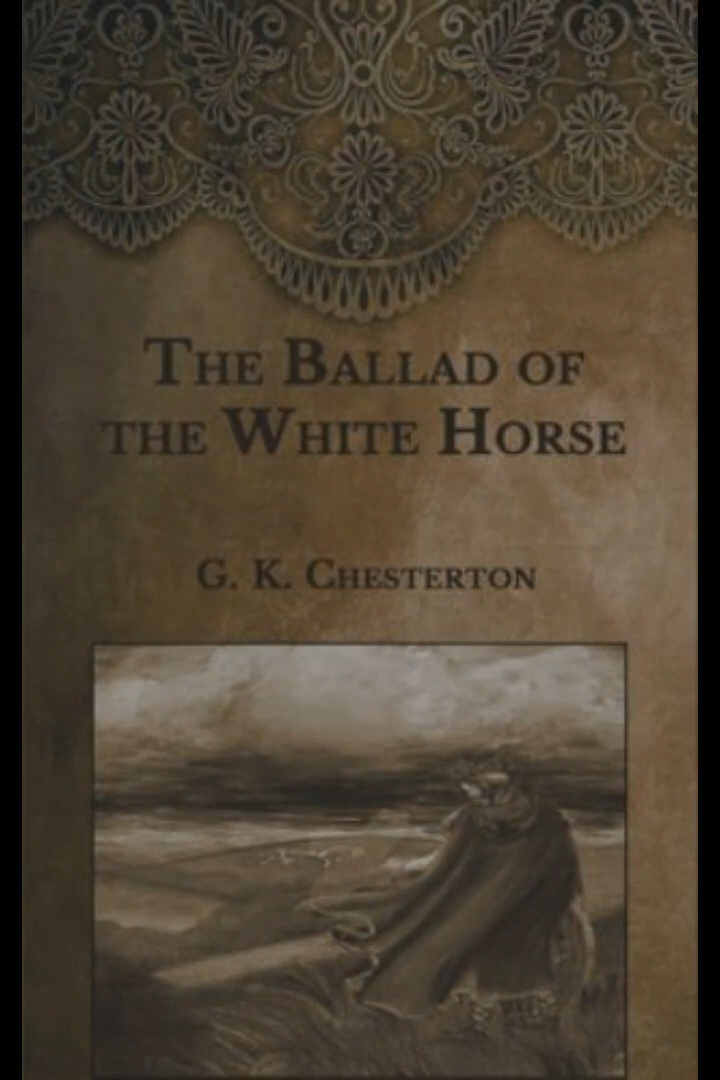 THE BALLAD OF
THE WHITE HORSE
G. K. CHESTERTON